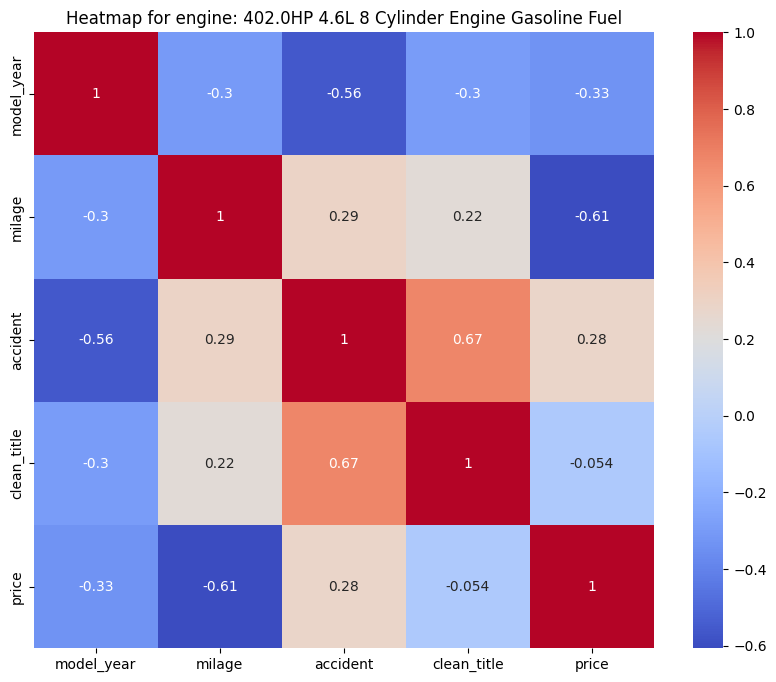 Heatmap for engine: 402.0HP 4.6L 8 Cylinder Engine Gasoline Fuel
model_year 1 -0.3 -0.56 -0.3 -0.33
milage -0.3 1 0.29 0.22 -0.61
accident -0.56 0.29 1 0.67 0.28
clean_title -0.3 0.22 0.67 1 -0.054
price -0.33 -0.61 0.28 -0.054 1
model_year milage accident clean_title price
1.0
0.8
0.6
0.4
0.2
0.0
−0.2
−0.4
−0.6